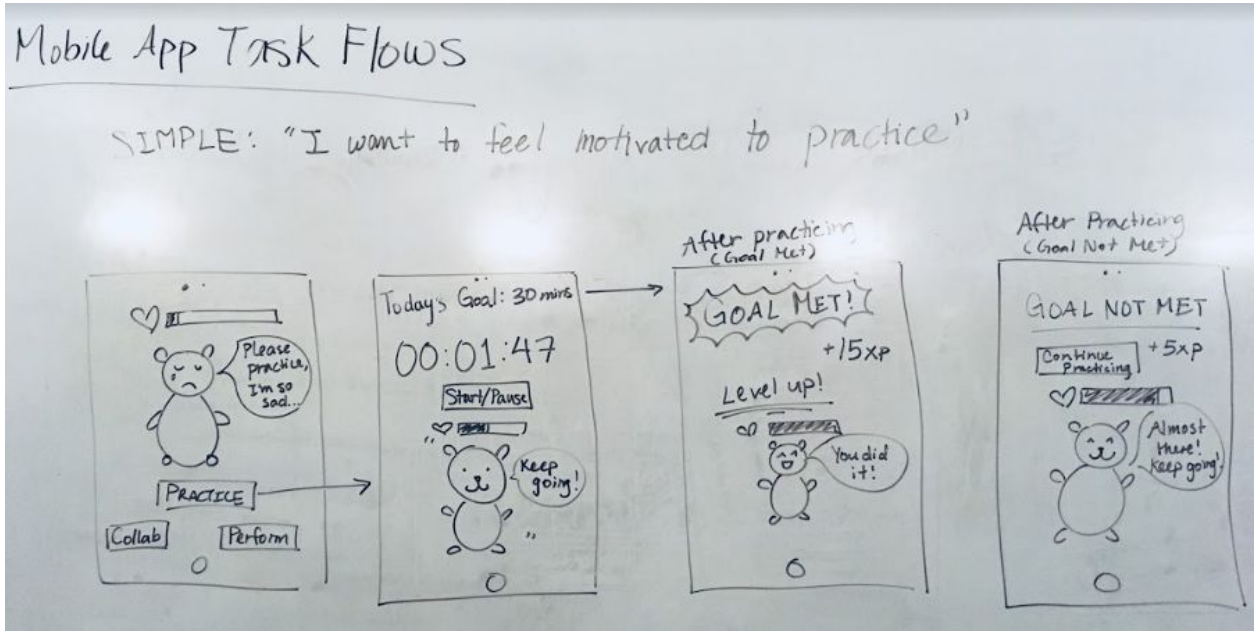 Mobile App Task Flows
SIMPLE: "I want to feel motivated to practice"
Please
practice,
I'm so
sad...
PRACTICE
Collab
Perform
Today's Goal: 30 mins
00:01:47
Start/Pause
Keep
going!
After practicing
(Goal Met)
GOAL MET!
+15xp
Level up!
You did
it!
After Practicing
(Goal Not Met)
GOAL NOT MET
Continue
Practicing
+5xp
Almost
there!
Keep going!